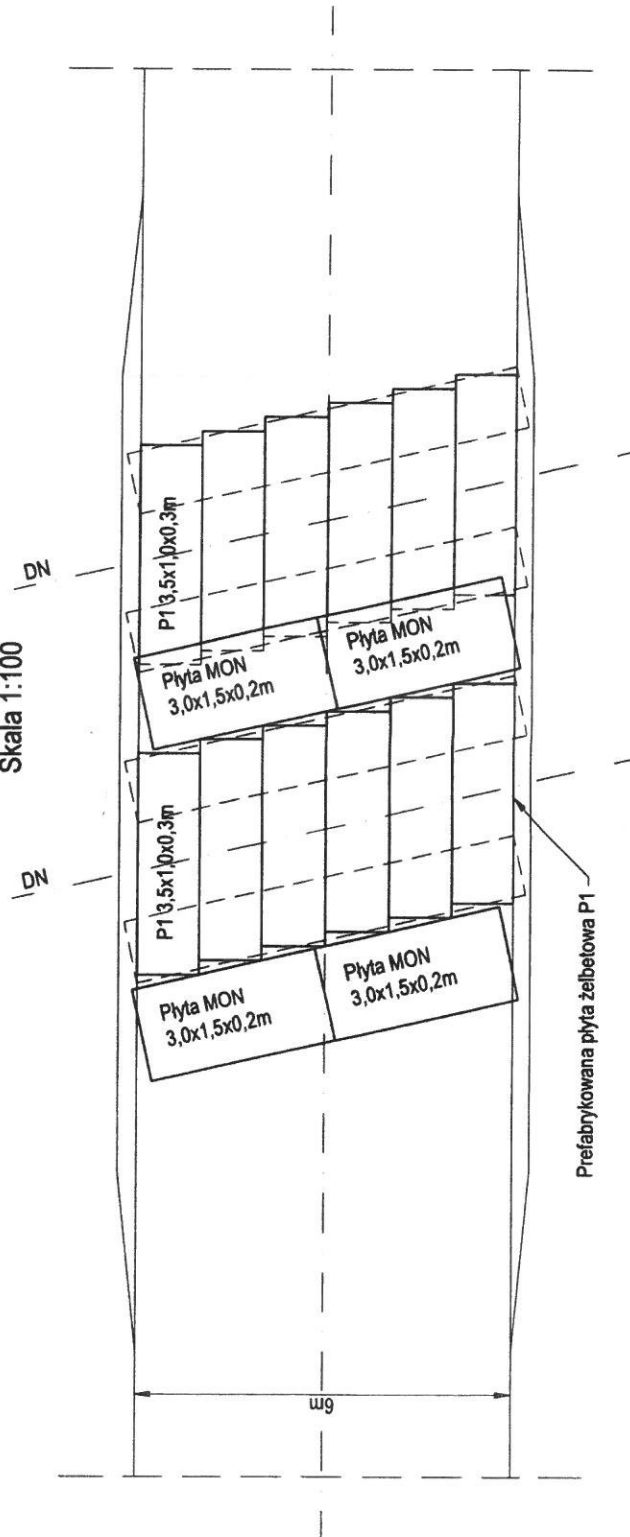 Skala 1:100
DN
DN
P1 3,5x1,0x0,3m
P1 3,5x1,0x0,3m
Płyta MON
3,0x1,5x0,2m
Płyta MON
3,0x1,5x0,2m
Płyta MON
3,0x1,5x0,2m
Płyta MON
3,0x1,5x0,2m
6m
Prefabrykowana płyta żelbetowa P1